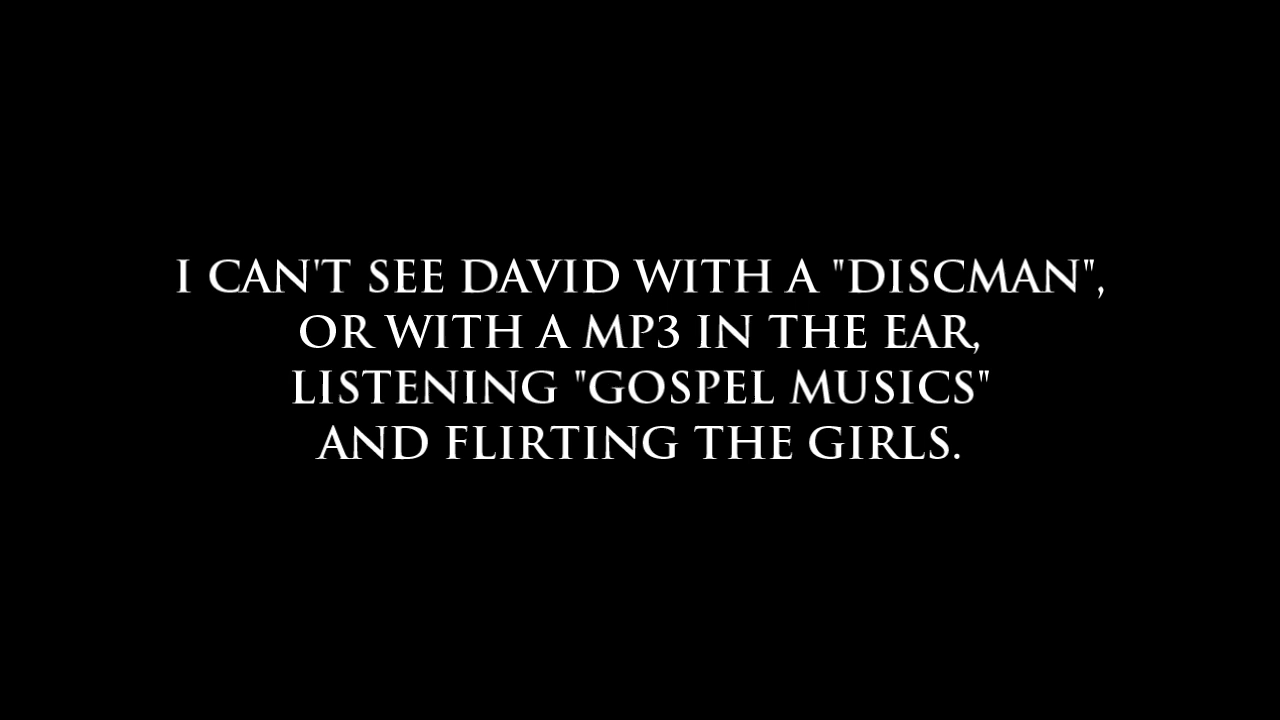 I CAN'T SEE DAVID WITH A "DISCMAN",
OR WITH A MP3 IN THE EAR,
LISTENING "GOSPEL MUSICS"
AND FLIRTING THE GIRLS.